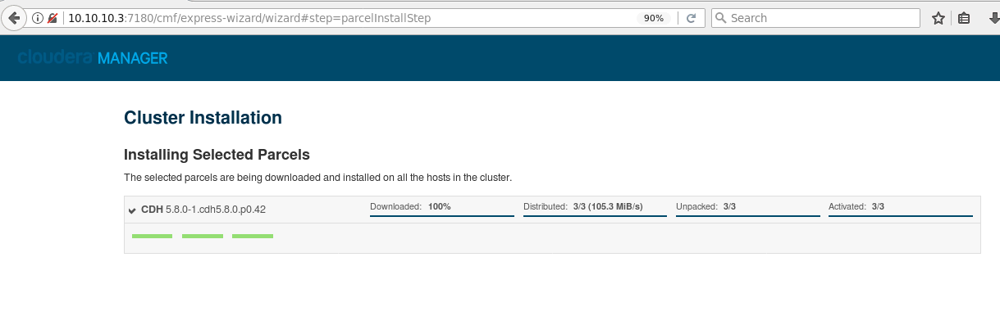 10.10.10.3:7180/cmf/express-wizard/wizard#step=parcelInstallStep 90% Search
cloudera MANAGER
Cluster Installation
Installing Selected Parcels
The selected parcels are being downloaded and installed on all the hosts in the cluster.
CDH 5.8.0-1.cdh5.8.0.p0.42 Downloaded: 100% Distributed: 3/3 (105.3 MiB/s) Unpacked: 3/3 Activated: 3/3